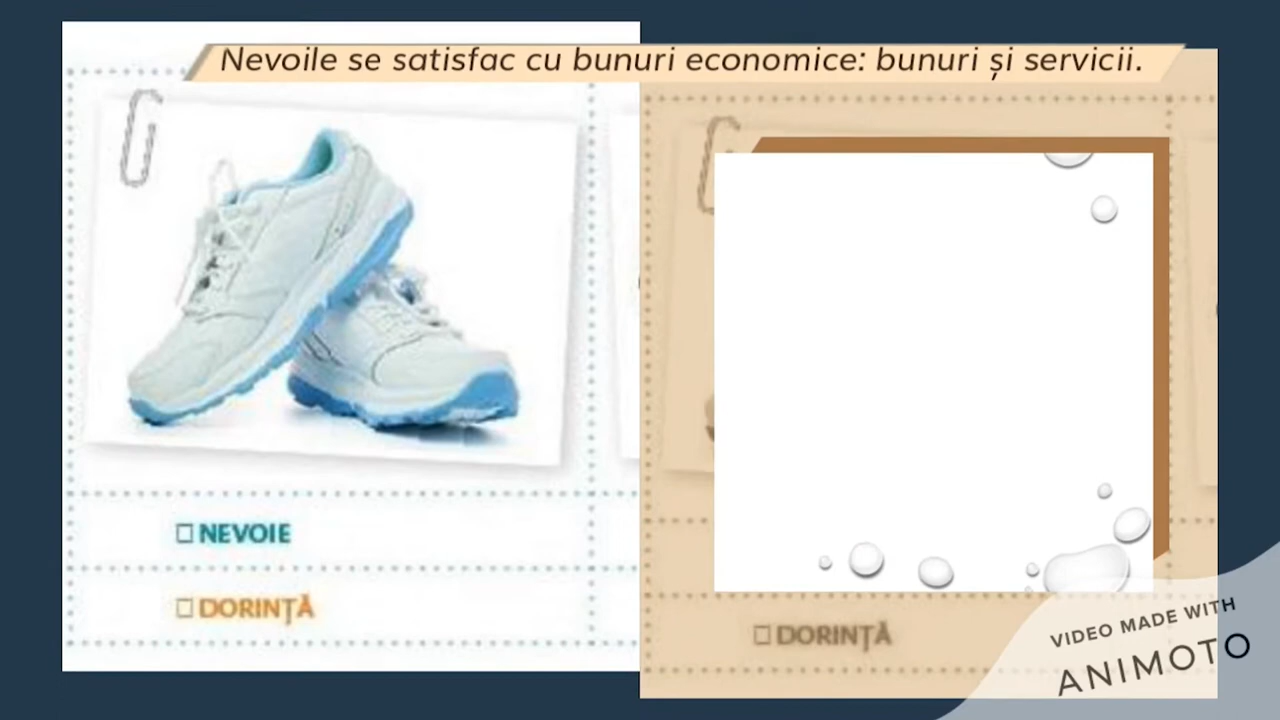 Nevoile se satisfac cu bunuri economice: bunuri și servicii.
NEVOIE
DORINȚĂ
DORINȚĂ
VIDEO MADE WITH
ANIMOTO